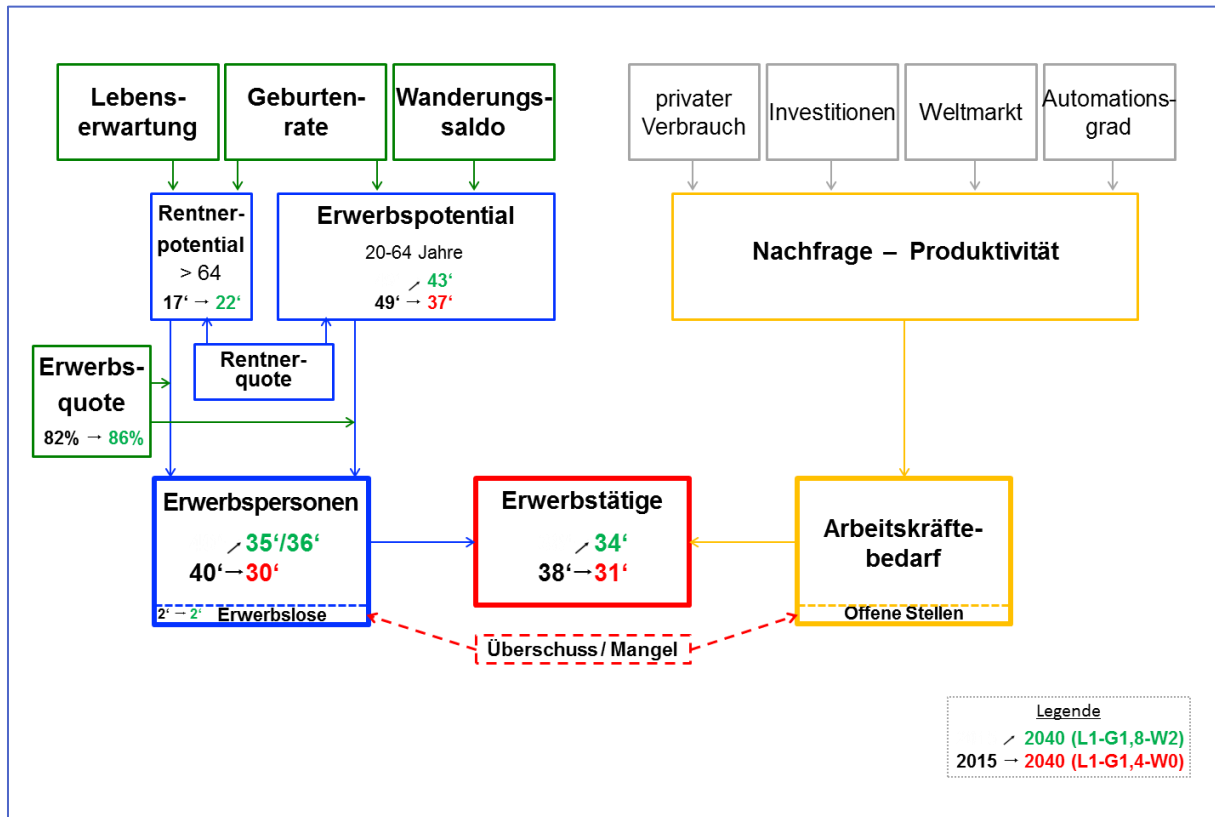 Lebens-
erwartung
Geburten-
rate
Wanderungs-
saldo
privater
Verbrauch
Investitionen
Weltmarkt
Automations-
grad
Rentner-
potential
> 64
17‘ → 22‘
Erwerbspotential
20-64 Jahre
↗ 43‘
49‘ → 37‘
Nachfrage – Produktivität
Rentner-
quote
Erwerbs-
quote
82% → 86%
Erwerbspersonen
↗ 35‘/36‘
40‘→30‘
2‘ → 2‘ Erwerbslose
Erwerbstätige
↗ 34‘
38‘→31‘
Arbeitskräfte-
bedarf
Offene Stellen
Überschuss / Mangel
Legende
↗ 2040 (L1-G1,8-W2)
2015 → 2040 (L1-G1,4-W0)